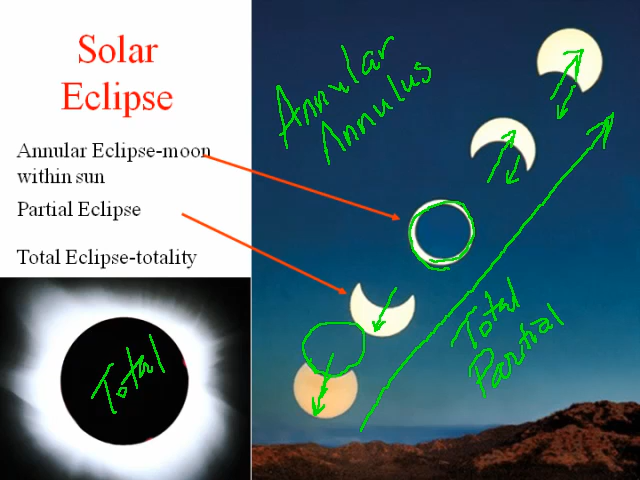 Solar
Eclipse
Annular Eclipse-moon
within sun
Partial Eclipse
Total Eclipse-totality
Total
Annular
Annulus
Total
Partial